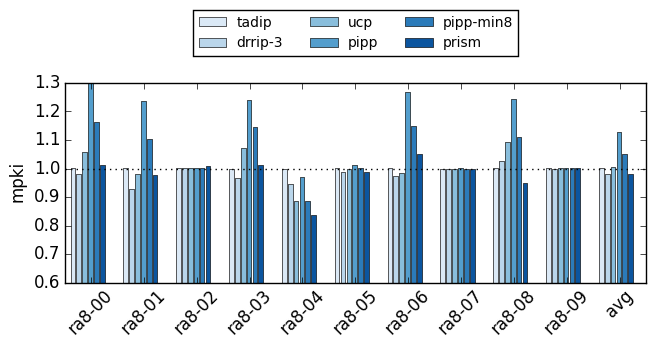 tadip ucp pipp-min8
drrip-3 pipp prism
mpki
1.3
1.2
1.1
1.0
0.9
0.8
0.7
0.6
ra8-00 ra8-01 ra8-02 ra8-03 ra8-04 ra8-05 ra8-06 ra8-07 ra8-08 ra8-09 avg